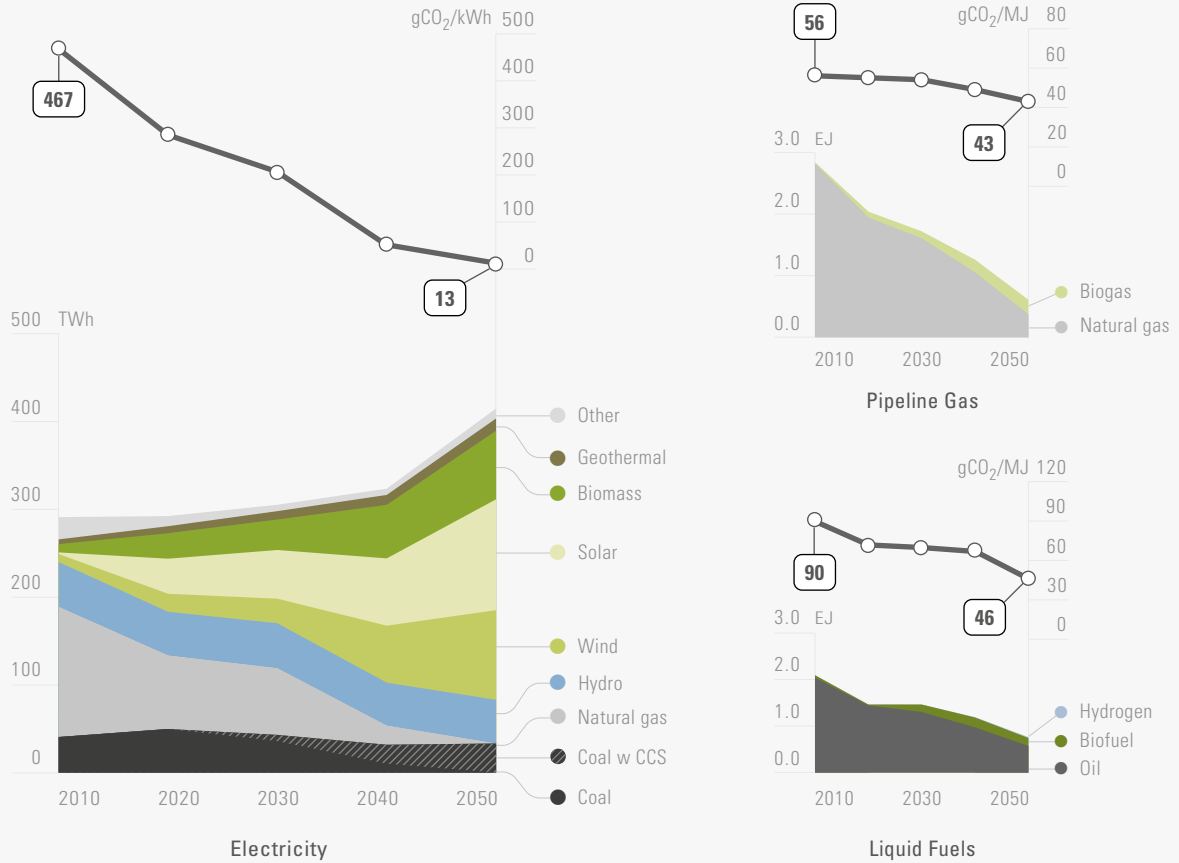 gCO₂/kWh 500
400
300
200
100
0
467
13
500 TWh
400
300
200
100
0
Other
Geothermal
Biomass
Solar
Wind
Hydro
Natural gas
Coal w CCS
Coal
2010 2020 2030 2040 2050
Electricity
gCO₂/MJ 80
60
40
20
0
56
43
3.0 EJ
2.0
1.0
0.0
Biogas
Natural gas
2010 2030 2050
Pipeline Gas
gCO₂/MJ 120
90
60
30
0
90
46
3.0 EJ
2.0
1.0
0.0
Hydrogen
Biofuel
Oil
2010 2030 2050
Liquid Fuels